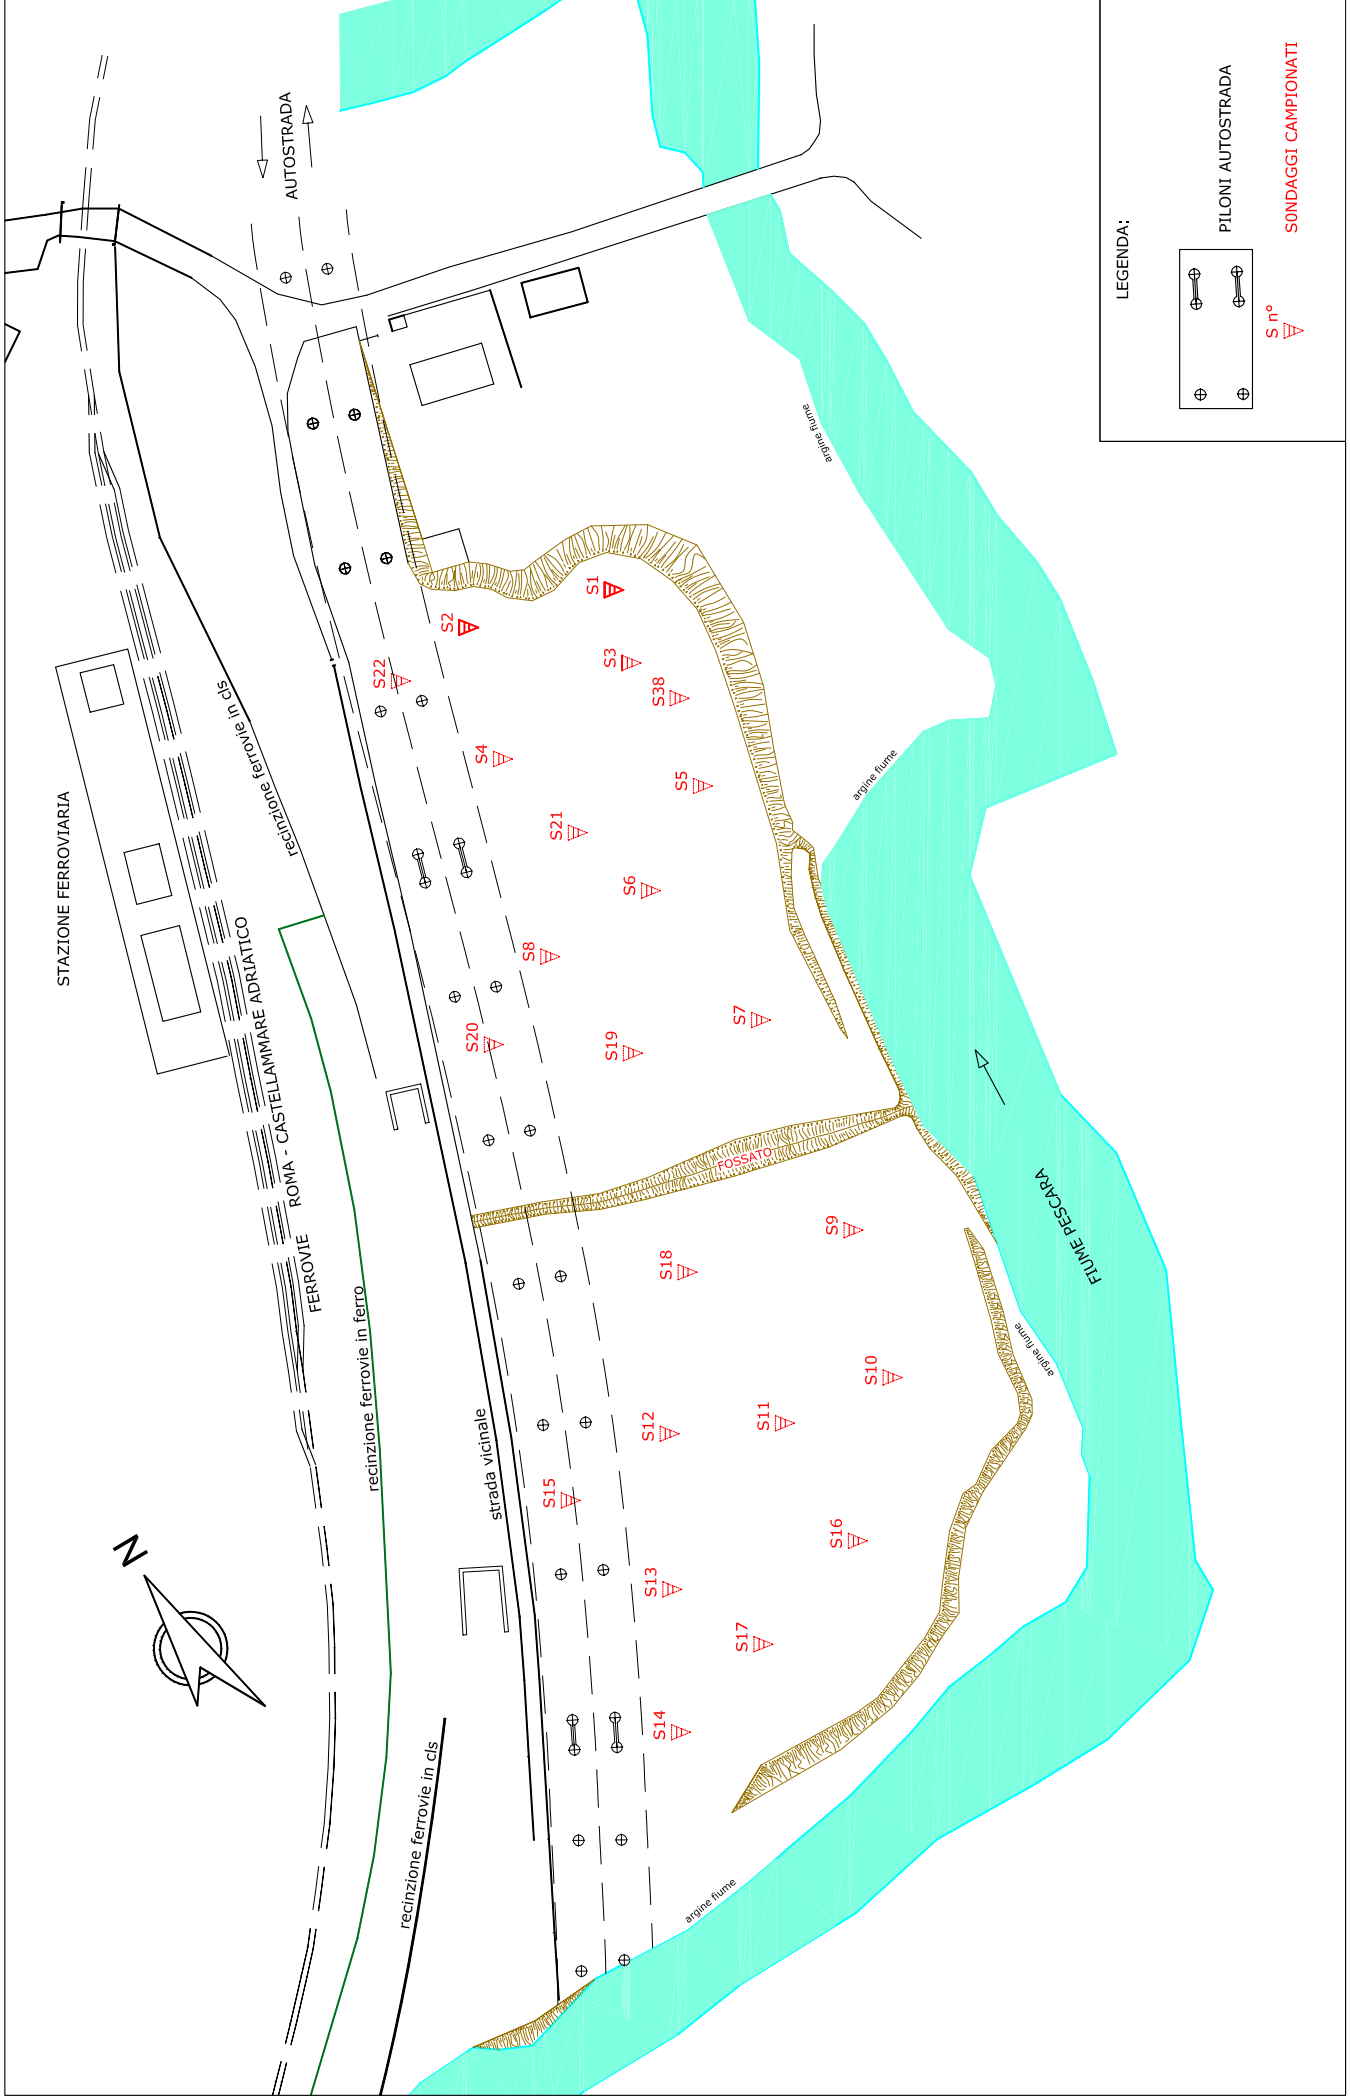 AUTOSTRADA
STAZIONE FERROVIARIA
FERROVIE ROMA - CASTELLAMMARE ADRIATICO
recinzione ferrovie in cls
recinzione ferrovie in ferro
recinzione ferrovie in cls
strada vicinale
N
S1
S2
S3
S38
S22
S4
S5
S21
S6
S8
S7
S20
S19
FOSSATO
S9
S18
S10
S11
S12
S15
S16
S13
S17
S14
argine fiume
argine fiume
argine fiume
argine fiume
FIUME PESCARA
LEGENDA:
PILONI AUTOSTRADA
S n°
SONDAGGI CAMPIONATI